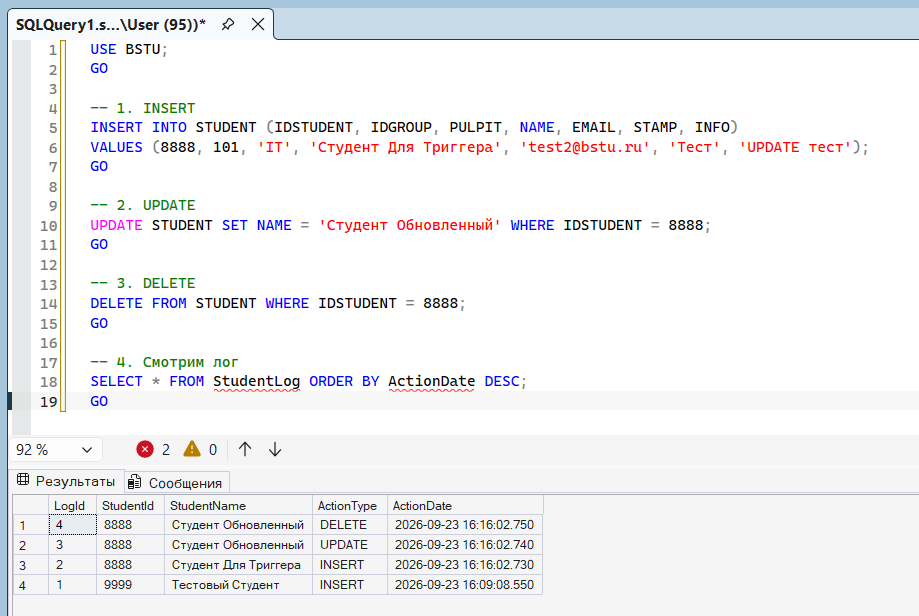 SQLQuery1.s...\User (95))*
1 USE BSTU;
2 GO
3
4 -- 1. INSERT
5 INSERT INTO STUDENT (IDSTUDENT, IDGROUP, PULPIT, NAME, EMAIL, STAMP, INFO)
6 VALUES (8888, 101, 'IT', 'Студент Для Триггера', 'test2@bstu.ru', 'Тест', 'UPDATE тест');
7 GO
8
9 -- 2. UPDATE
10 UPDATE STUDENT SET NAME = 'Студент Обновленный' WHERE IDSTUDENT = 8888;
11 GO
12
13 -- 3. DELETE
14 DELETE FROM STUDENT WHERE IDSTUDENT = 8888;
15 GO
16
17 -- 4. Смотрим лог
18 SELECT * FROM StudentLog ORDER BY ActionDate DESC;
19 GO
92 % 2 0
Результаты Сообщения
LogId StudentId StudentName ActionType ActionDate
1 4 8888 Студент Обновленный DELETE 2026-09-23 16:16:02.750
2 3 8888 Студент Обновленный UPDATE 2026-09-23 16:16:02.740
3 2 8888 Студент Для Триггера INSERT 2026-09-23 16:16:02.730
4 1 9999 Тестовый Студент INSERT 2026-09-23 16:09:08.550